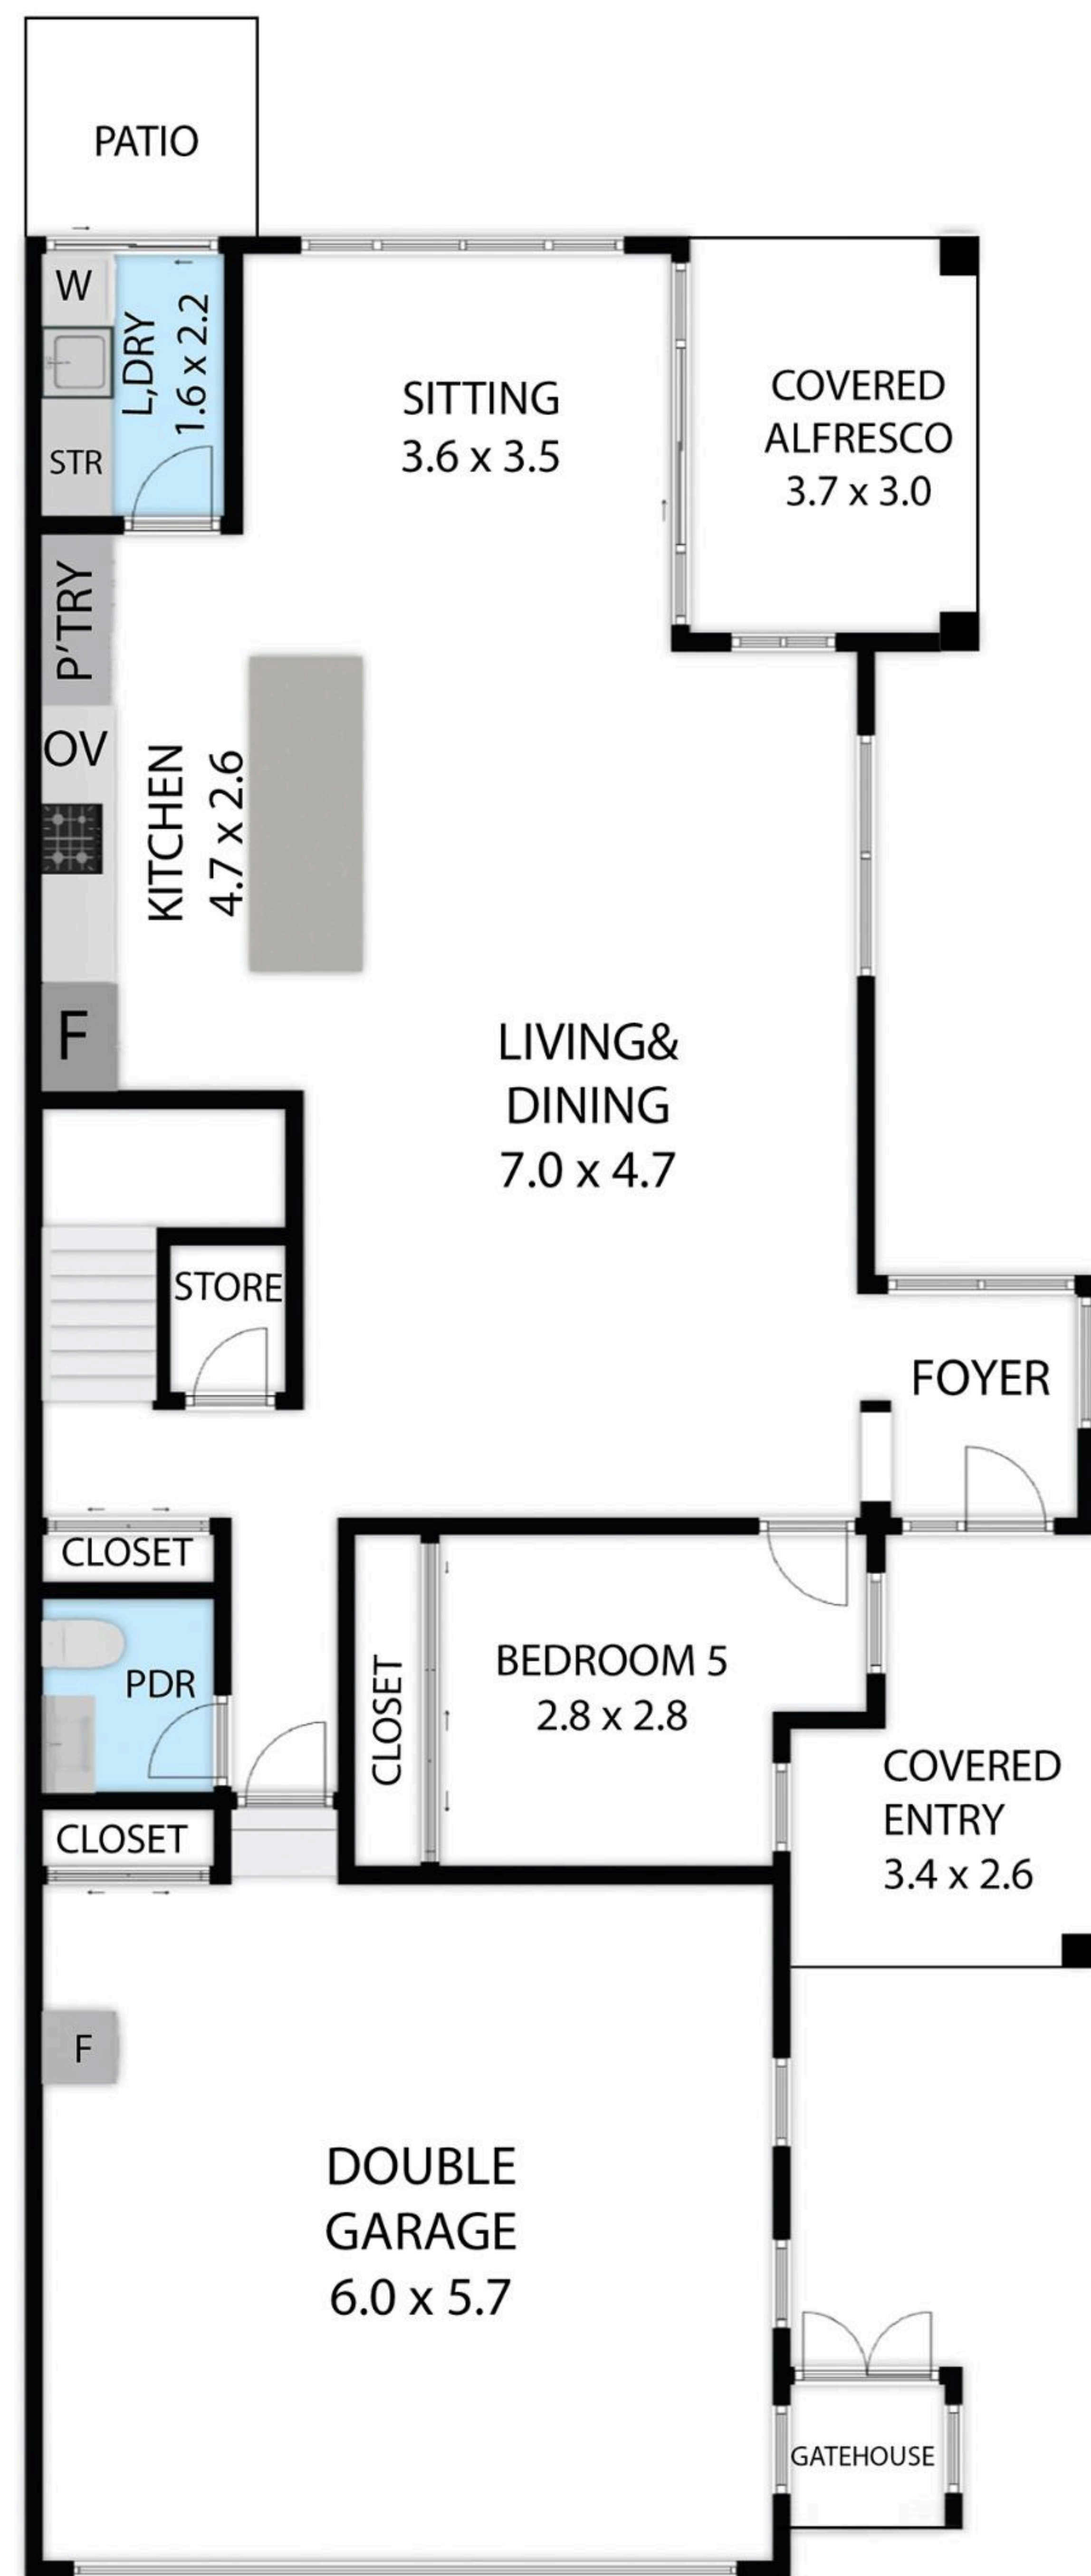 PATIO
W
L,DRY
1.6 x 2.2
STR
SITTING
3.6 x 3.5
COVERED
ALFRESCO
3.7 x 3.0
P'TRY
OV
KITCHEN
4.7 x 2.6
F
LIVING&
DINING
7.0 x 4.7
STORE
FOYER
CLOSET
PDR
CLOSET
BEDROOM 5
2.8 x 2.8
COVERED
ENTRY
3.4 x 2.6
CLOSET
F
DOUBLE
GARAGE
6.0 x 5.7
GATEHOUSE